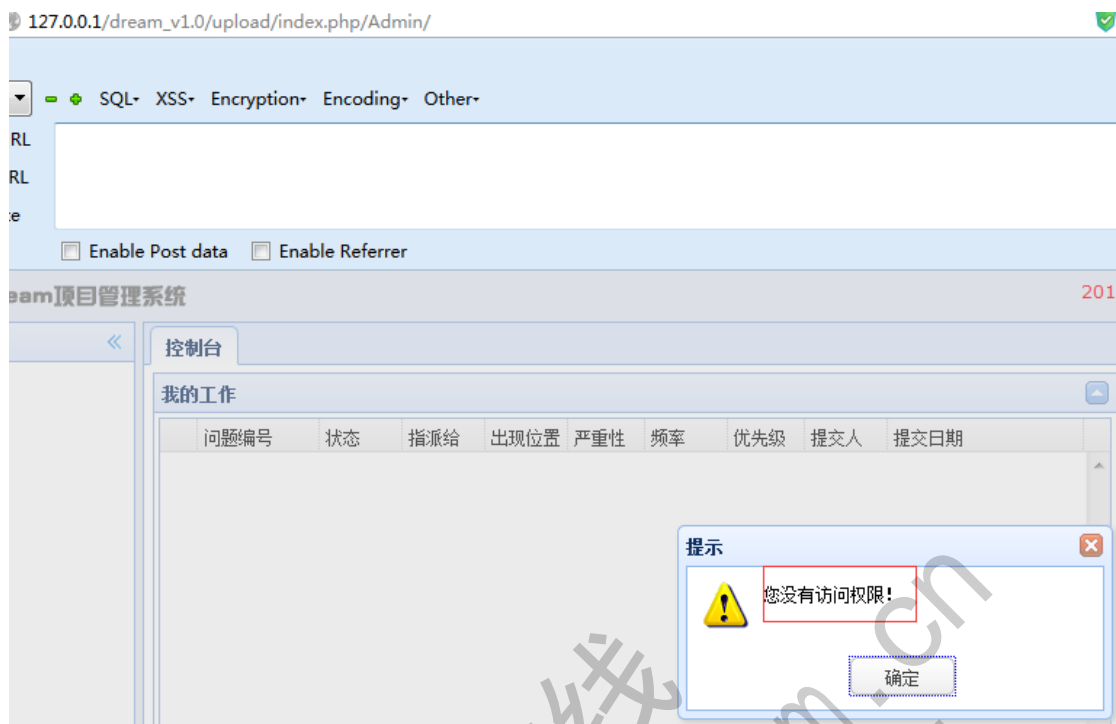 127.0.0.1/dream_v1.0/upload/index.php/Admin/
SQL XSS Encryption Encoding Other
RL
RL
te
Enable Post data Enable Referrer
eam项目管理系统 201
控制台
我的工作
问题编号 状态 指派给 出现位置 严重性 频率 优先级 提交人 提交日期
提示
您没有访问权限!
确定
线
m.cn